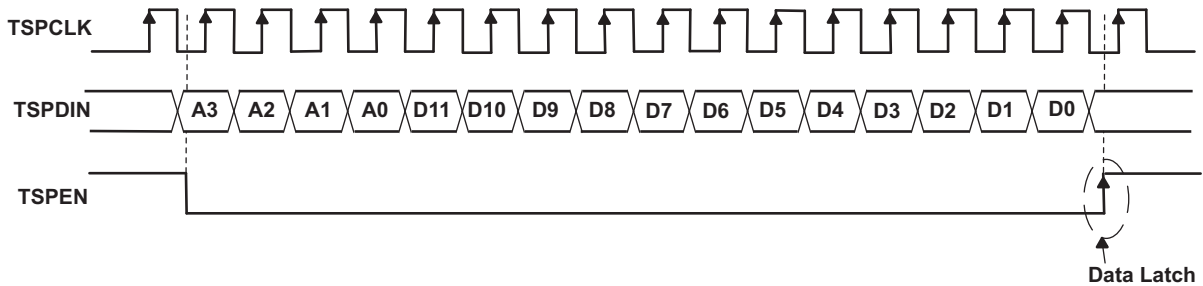 TSPCLK
TSPDIN A3 A2 A1 A0 D11 D10 D9 D8 D7 D6 D5 D4 D3 D2 D1 D0
TSPEN
Data Latch